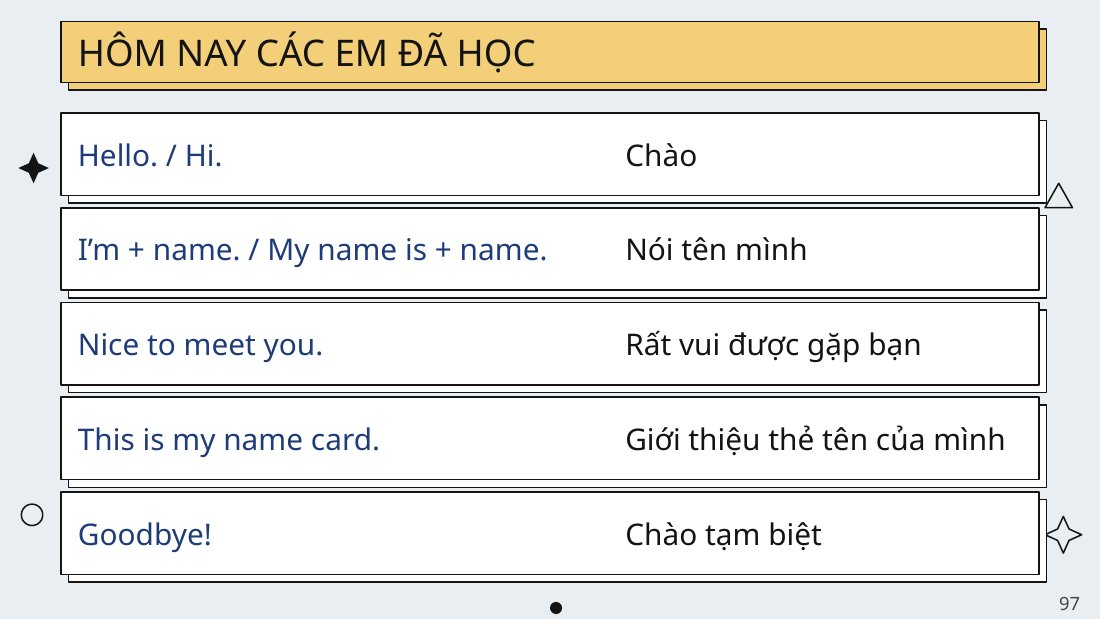 HÔM NAY CÁC EM ĐÃ HỌC
Hello. / Hi. Chào
I’m + name. / My name is + name. Nói tên mình
Nice to meet you. Rất vui được gặp bạn
This is my name card. Giới thiệu thẻ tên của mình
Goodbye! Chào tạm biệt
97